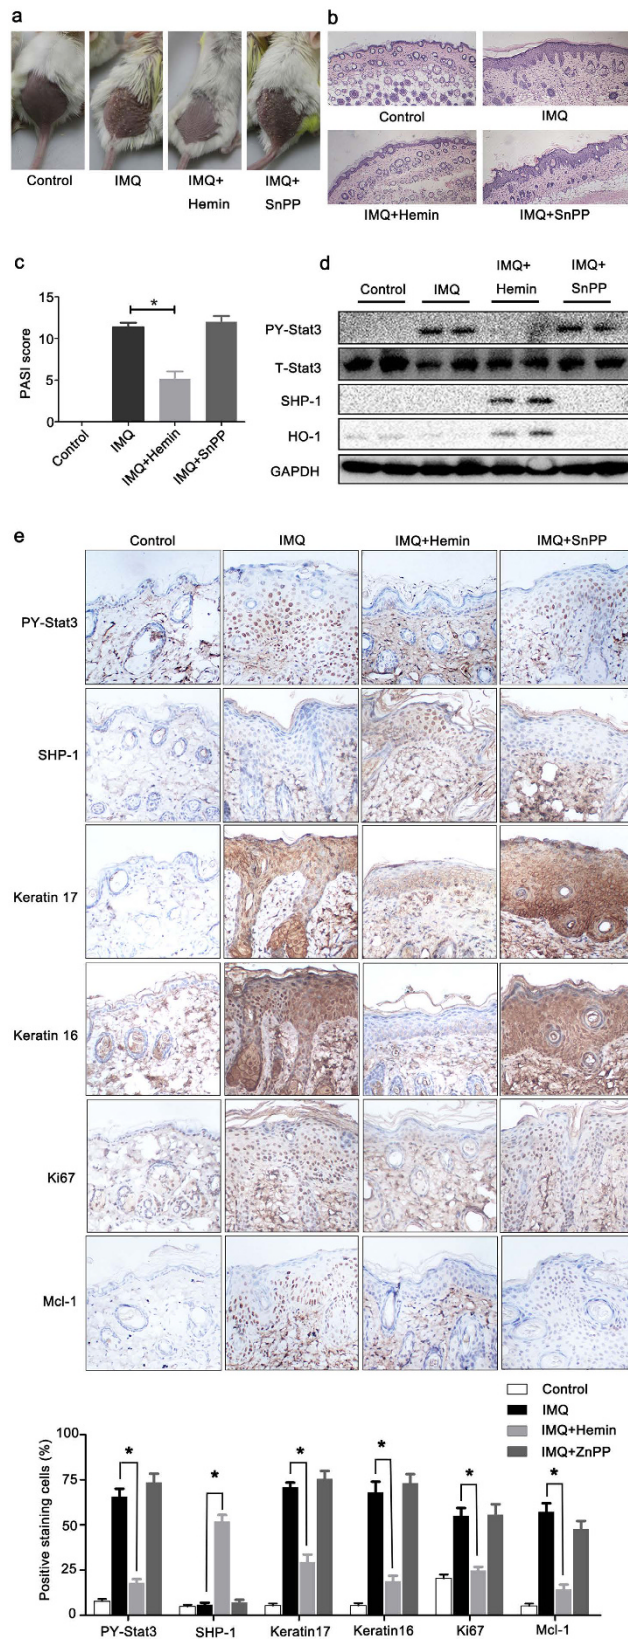 a
Control
IMQ
IMQ+
Hemin
IMQ+
SnPP
b
Control
IMQ
IMQ+Hemin
IMQ+SnPP
c
PASI score
15
10
5
0
*
Control
IMQ
IMQ+Hemin
IMQ+SnPP
d
Control
IMQ
IMQ+
Hemin
IMQ+
SnPP
PY-Stat3
T-Stat3
SHP-1
HO-1
GAPDH
e
Control
IMQ
IMQ+Hemin
IMQ+SnPP
PY-Stat3
SHP-1
Keratin 17
Keratin 16
Ki67
Mcl-1
Control
IMQ
IMQ+Hemin
IMQ+ZnPP
Positive staining cells (%)
100
75
50
25
0
*
*
*
*
*
*
PY-Stat3
SHP-1
Keratin17
Keratin16
Ki67
Mcl-1